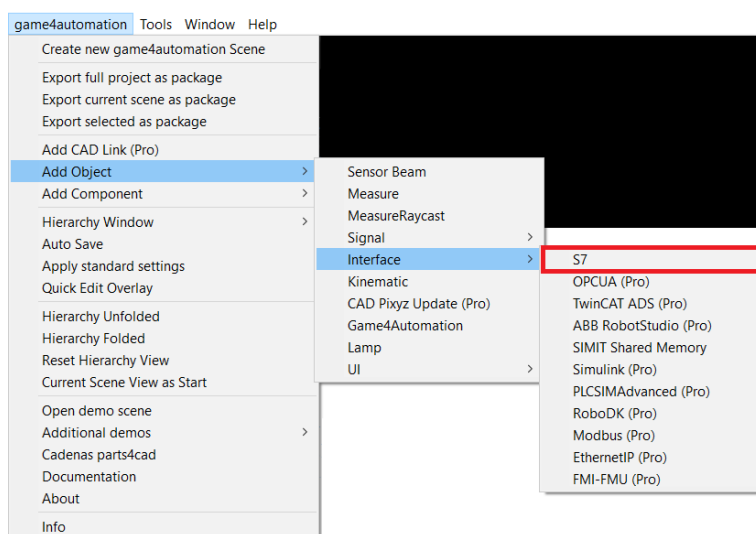 game4automation Tools Window Help
Create new game4automation Scene
Export full project as package
Export current scene as package
Export selected as package
Add CAD Link (Pro)
Add Object
Add Component
Hierarchy Window
Auto Save
Apply standard settings
Quick Edit Overlay
Hierarchy Unfolded
Hierarchy Folded
Reset Hierarchy View
Current Scene View as Start
Open demo scene
Additional demos
Cadenas parts4cad
Documentation
About
Info
Sensor Beam
Measure
MeasureRaycast
Signal
Interface
Kinematic
CAD Pixyz Update (Pro)
Game4Automation
Lamp
UI
S7
OPCUA (Pro)
TwinCAT ADS (Pro)
ABB RobotStudio (Pro)
SIMIT Shared Memory
Simulink (Pro)
PLCSIMAdvanced (Pro)
RoboDK (Pro)
Modbus (Pro)
EthernetIP (Pro)
FMI-FMU (Pro)